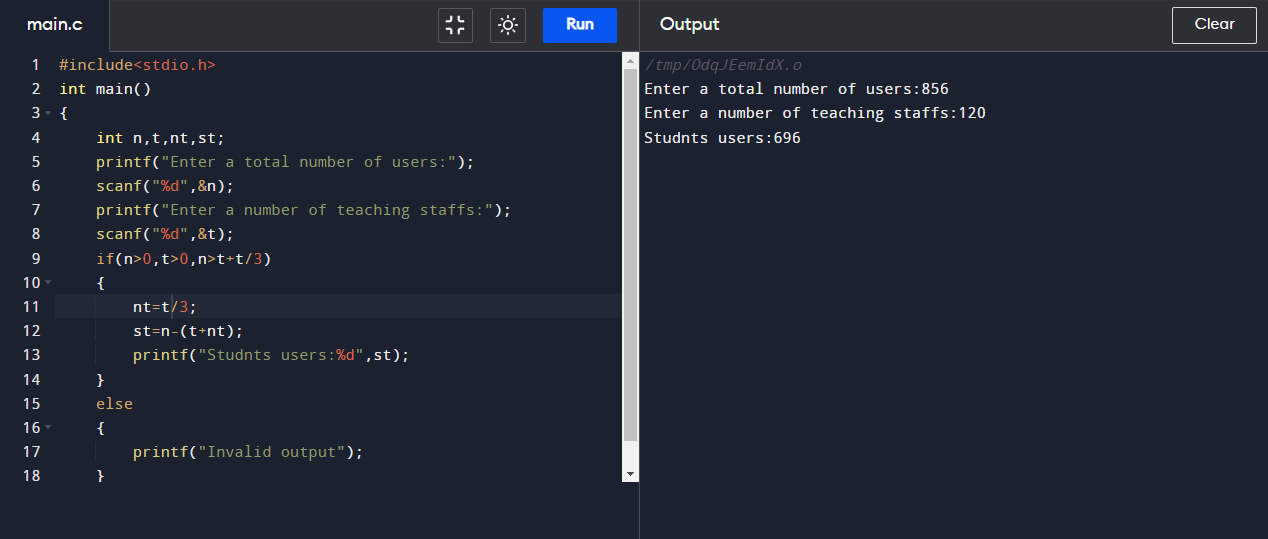 main.c
Run
Output
Clear
1 #include<stdio.h>
2 int main()
3 {
4 int n,t,nt,st;
5 printf("Enter a total number of users:");
6 scanf("%d",&n);
7 printf("Enter a number of teaching staffs:");
8 scanf("%d",&t);
9 if(n>0,t>0,n>t+t/3)
10 {
11 nt=t/3;
12 st=n-(t+nt);
13 printf("Studnts users:%d",st);
14 }
15 else
16 {
17 printf("Invalid output");
18 }
/tmp/OdqJEemIdX.o
Enter a total number of users:856
Enter a number of teaching staffs:120
Studnts users:696